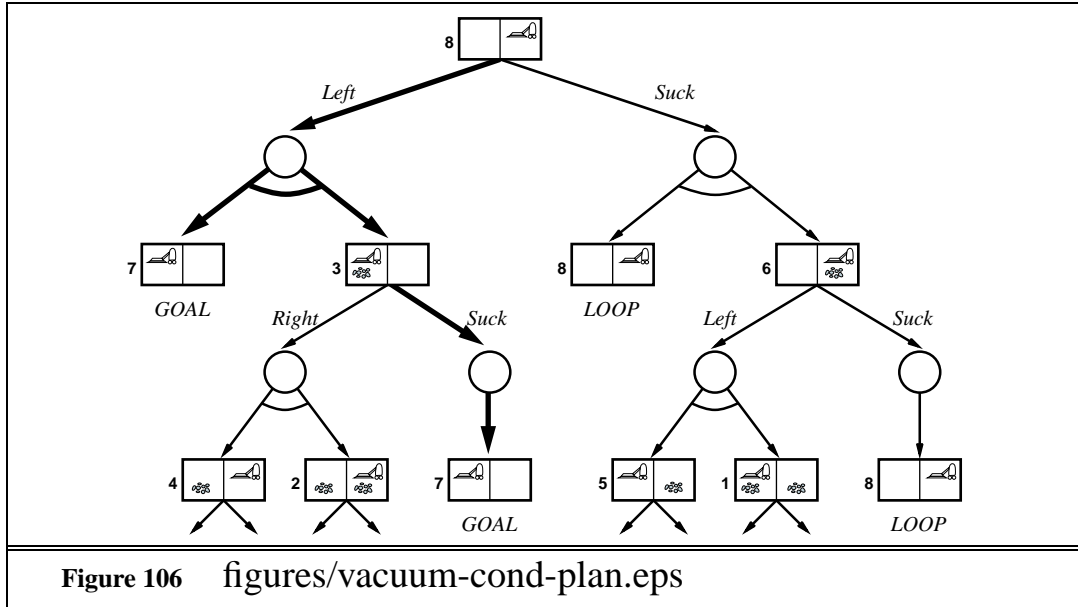 8
Left Suck
7 3 8 6
GOAL LOOP
Right Suck Left Suck
4 2 7 5 1 8
GOAL LOOP
Figure 106 figures/vacuum-cond-plan.eps